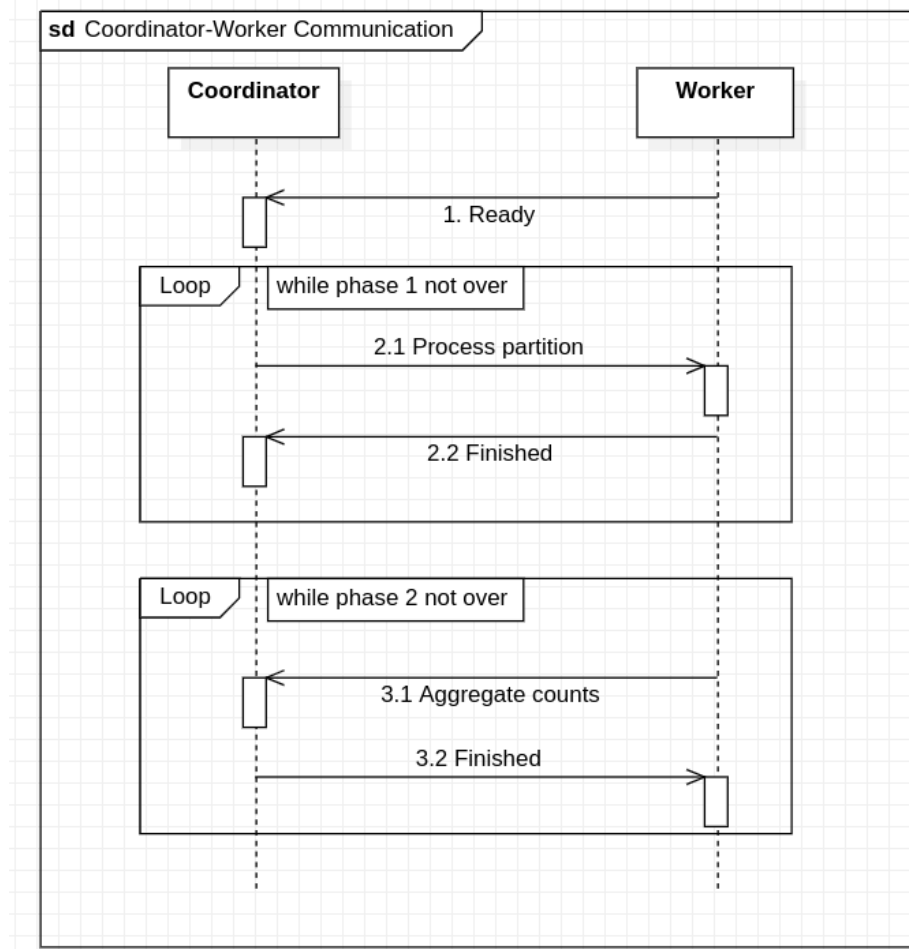 sd Coordinator-Worker Communication
Coordinator
Worker
1. Ready
Loop
while phase 1 not over
2.1 Process partition
2.2 Finished
Loop
while phase 2 not over
3.1 Aggregate counts
3.2 Finished